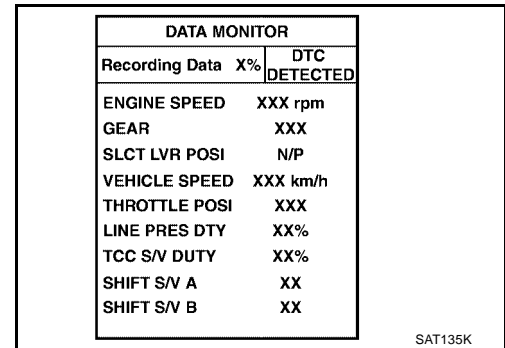 DATA MONITOR
Recording Data X% DTC DETECTED
ENGINE SPEED XXX rpm
GEAR XXX
SLCT LVR POSI N/P
VEHICLE SPEED XXX km/h
THROTTLE POSI XXX
LINE PRES DTY XX%
TCC S/V DUTY XX%
SHIFT S/V A XX
SHIFT S/V B XX
SAT135K